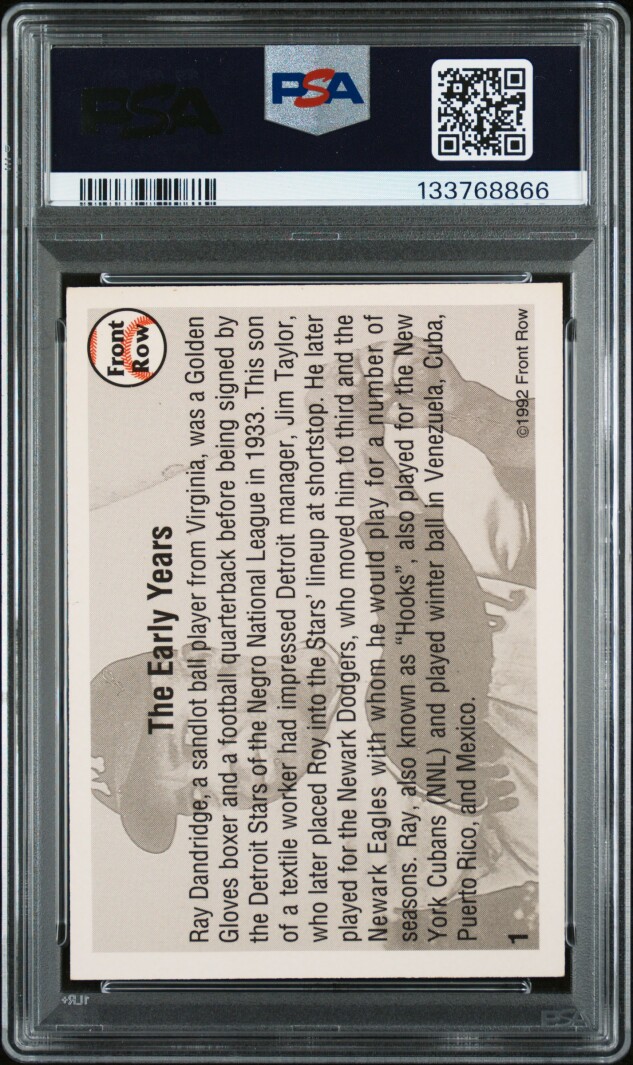 PSA
PSA
133768866
Front
Row
The Early Years
Ray Dandridge, a sandlot ball player from Virginia, was a Golden
Gloves boxer and a football quarterback before being signed by
the Detroit Stars of the Negro National League in 1933. This son
of a textile worker had impressed Detroit manager, Jim Taylor,
who later placed Roy into the Stars' lineup at shortstop. He later
played for the Newark Dodgers, who moved him to third and the
Newark Eagles with whom he would play for a number of
seasons. Ray, also known as "Hooks", also played for the New
York Cubans (NNL) and played winter ball in Venezuela, Cuba,
Puerto Rico, and Mexico.
1
©1992 Front Row
1LR+
PSA